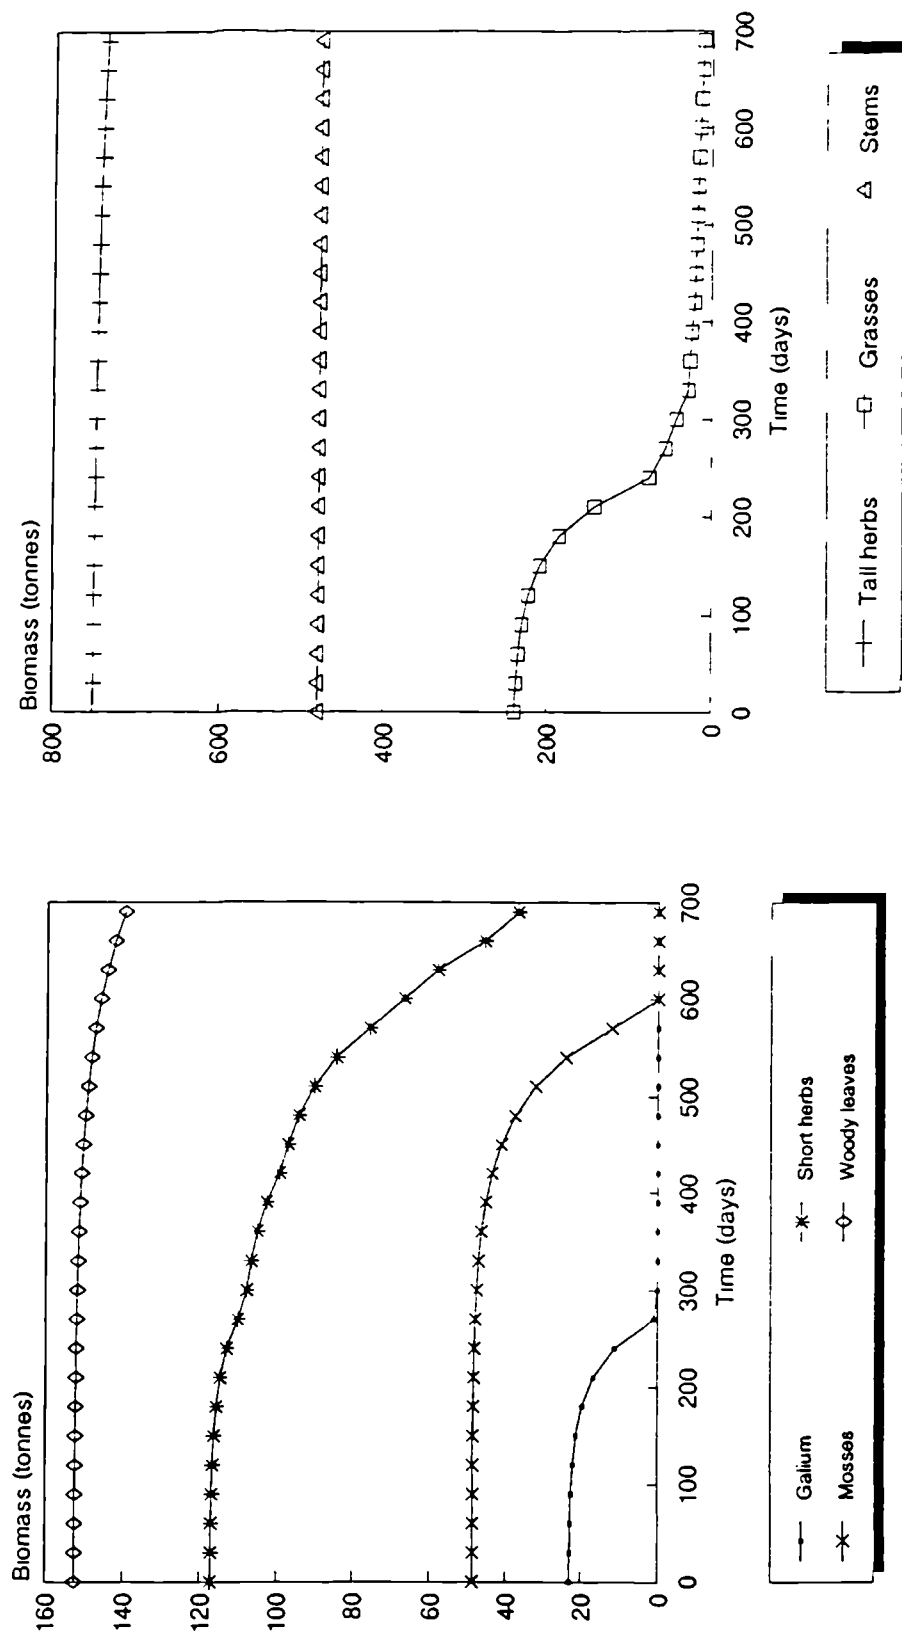 Biomass (tonnes)
160
140
120
100
80
60
40
20
0
0 100 200 300 400 500 600 700
Time (days)
Galium Short herbs
Mosses Woody leaves
Biomass (tonnes)
800
600
400
200
0
0 100 200 300 400 500 600 700
Time (days)
Tall herbs Grasses Stems